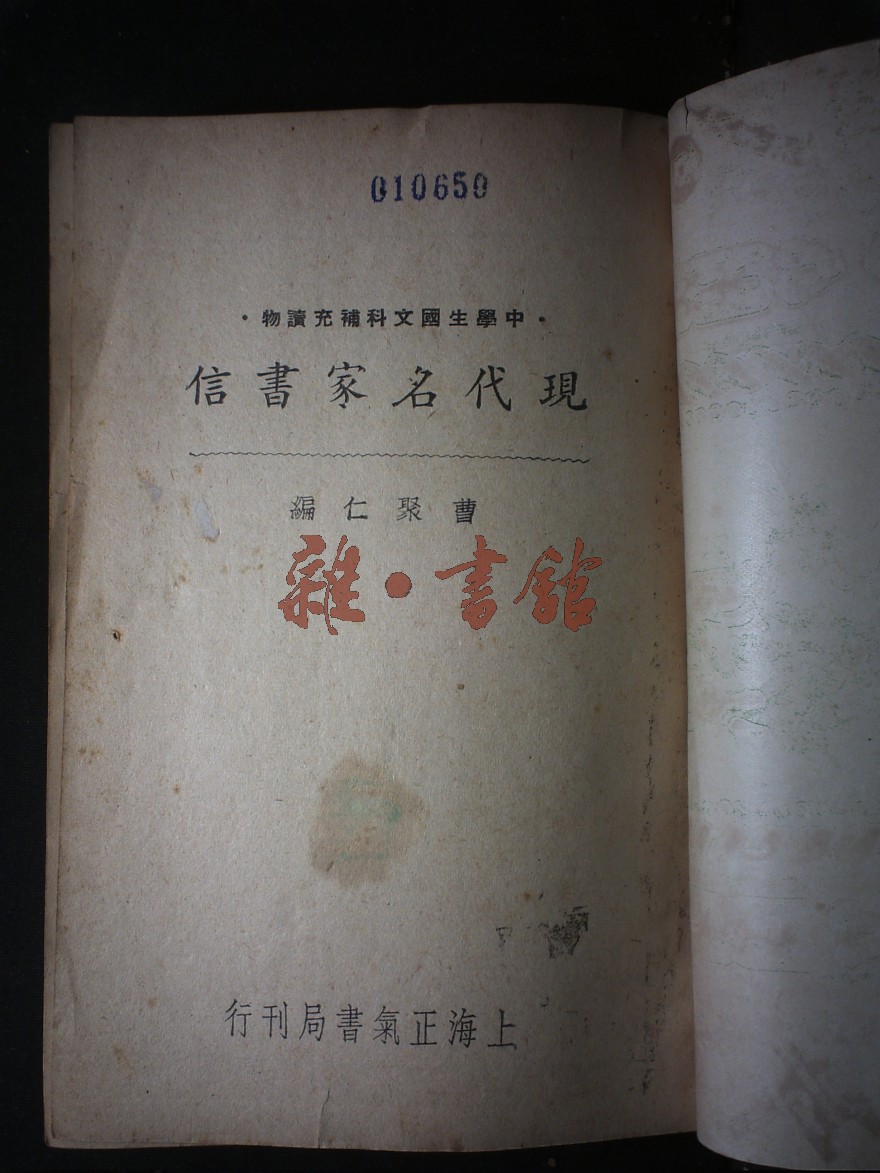 010650
·中學生國文科補充讀物·
現代名家書信
曹聚仁編
雜·書館
上海正氣書局刊行